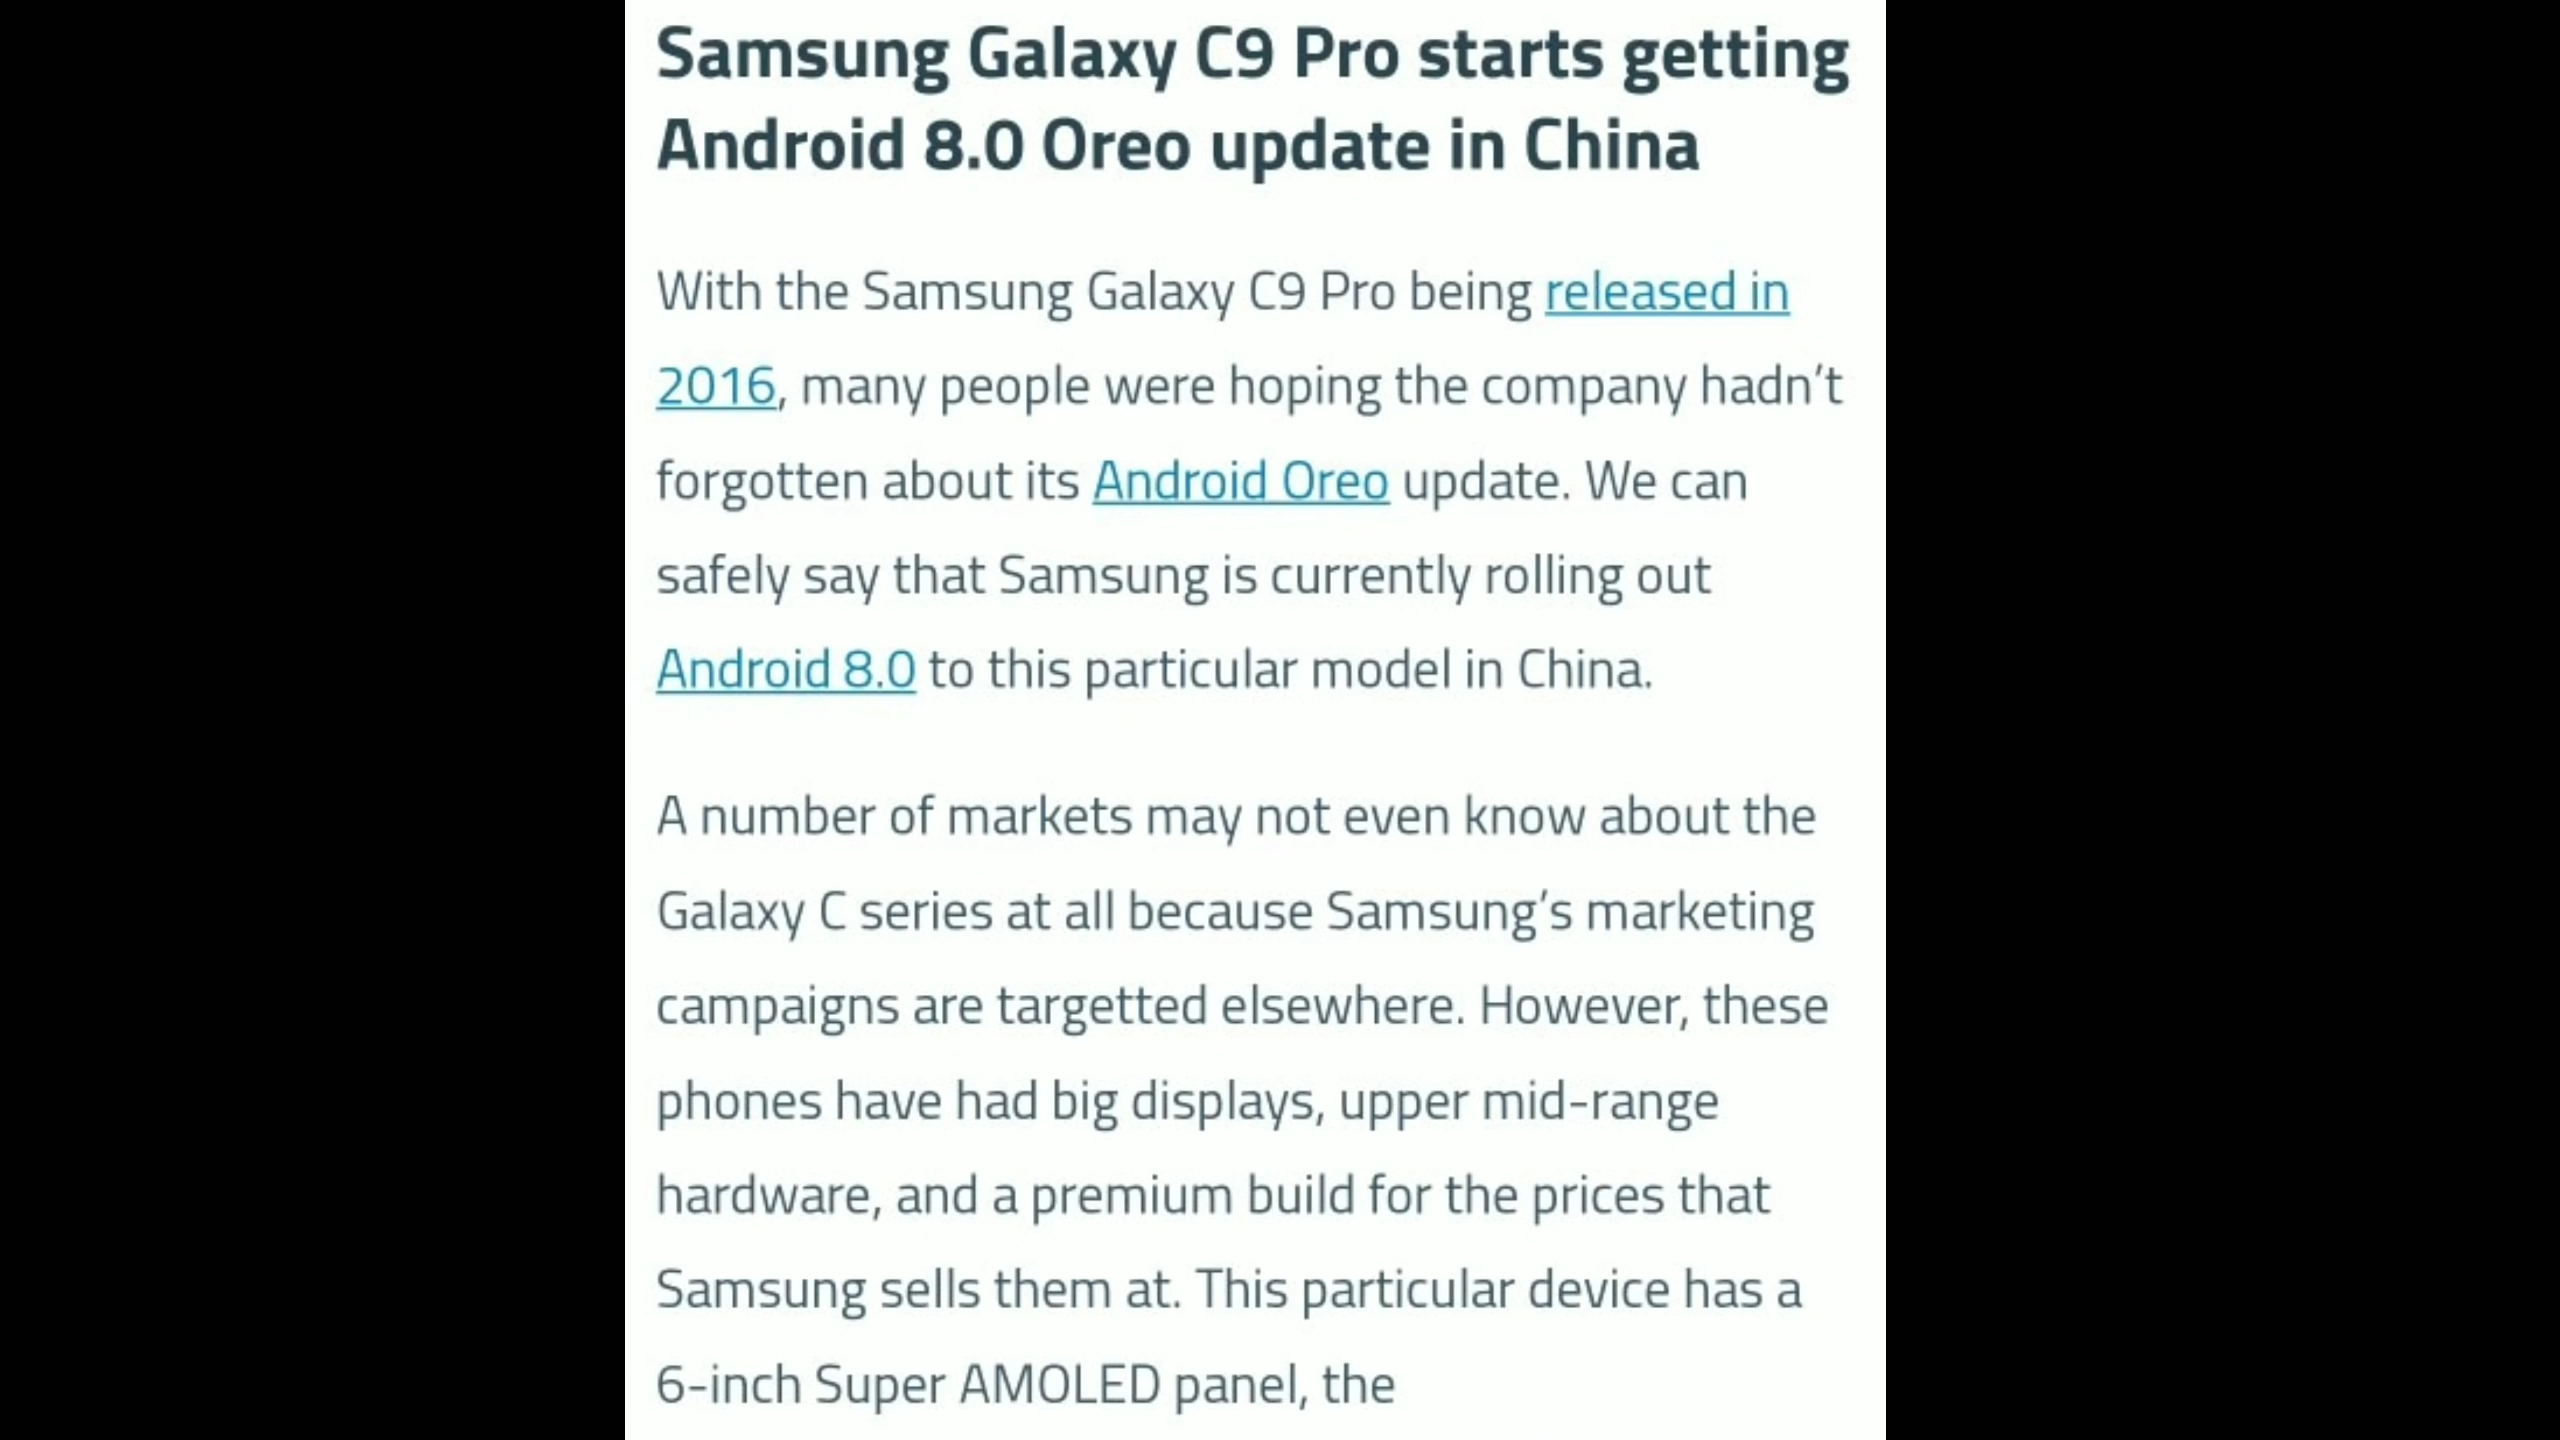 Samsung Galaxy C9 Pro starts getting
Android 8.0 Oreo update in China
With the Samsung Galaxy C9 Pro being released in
2016, many people were hoping the company hadn’t
forgotten about its Android Oreo update. We can
safely say that Samsung is currently rolling out
Android 8.0 to this particular model in China.
A number of markets may not even know about the
Galaxy C series at all because Samsung’s marketing
campaigns are targetted elsewhere. However, these
phones have had big displays, upper mid-range
hardware, and a premium build for the prices that
Samsung sells them at. This particular device has a
6-inch Super AMOLED panel, the